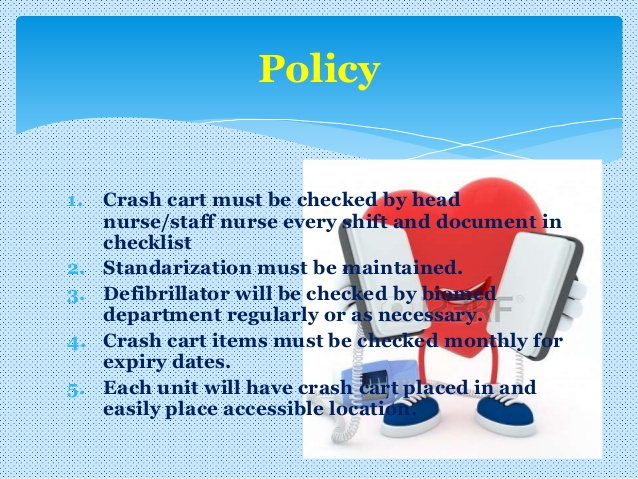 Policy
1. Crash cart must be checked by head
nurse/staff nurse every shift and document in
checklist
2. Standarization must be maintained.
3. Defibrillator will be checked by biomed
department regularly or as necessary.
4. Crash cart items must be checked monthly for
expiry dates.
5. Each unit will have crash cart placed in and
easily place accessible location.